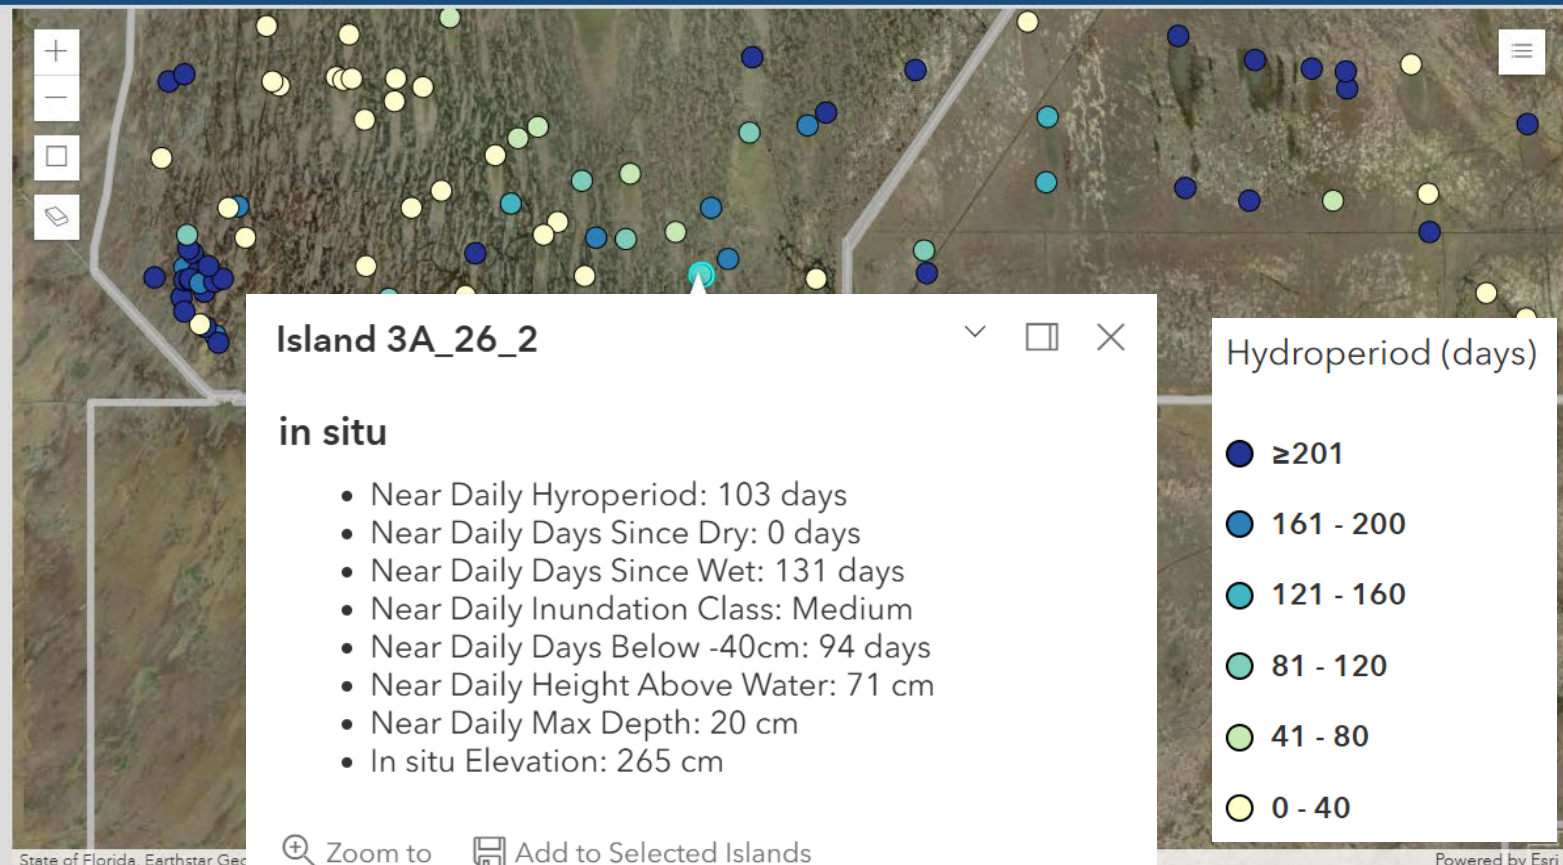 Island 3A_26_2
in situ
• Near Daily Hyroperiod: 103 days
• Near Daily Days Since Dry: 0 days
• Near Daily Days Since Wet: 131 days
• Near Daily Inundation Class: Medium
• Near Daily Days Below -40cm: 94 days
• Near Daily Height Above Water: 71 cm
• Near Daily Max Depth: 20 cm
• In situ Elevation: 265 cm
Zoom to
Add to Selected Islands
Hydroperiod (days)
≥201
161 - 200
121 - 160
81 - 120
41 - 80
0 - 40
State of Florida, Earthstar Geo
Powered by Esri